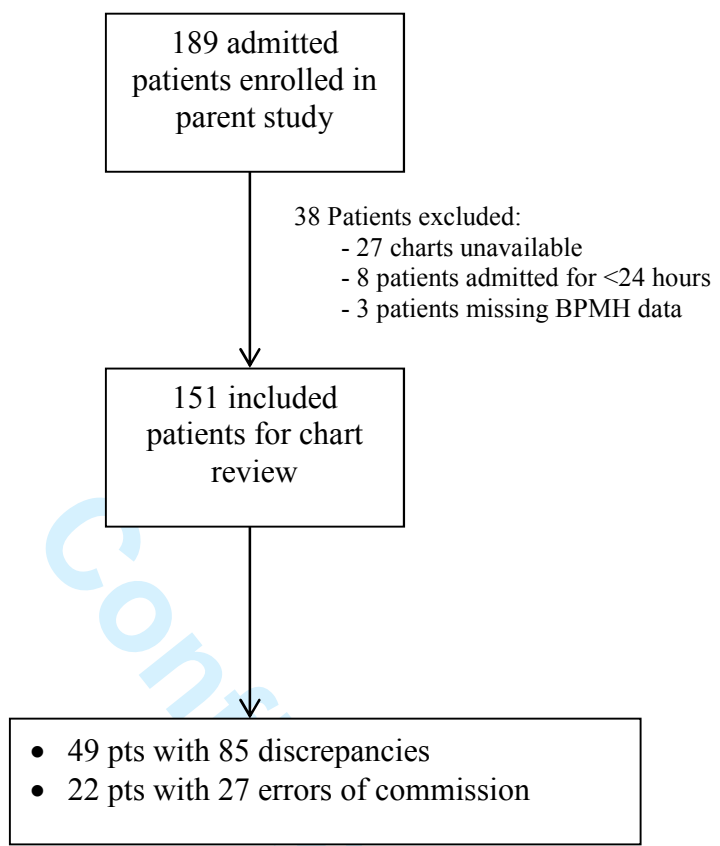 189 admitted
patients enrolled in
parent study
38 Patients excluded:
- 27 charts unavailable
- 8 patients admitted for <24 hours
- 3 patients missing BPMH data
151 included
patients for chart
review
• 49 pts with 85 discrepancies
• 22 pts with 27 errors of commission